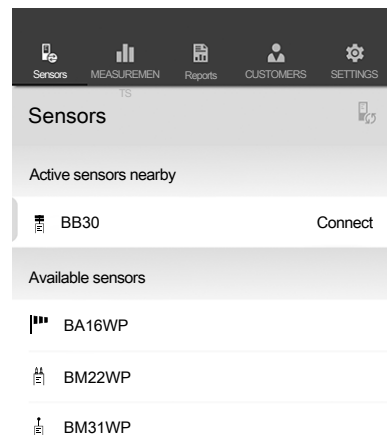 Sensors MEASUREMEN Reports CUSTOMERS SETTINGS
TS
Sensors
Active sensors nearby
BB30 Connect
Available sensors
BA16WP
BM22WP
BM31WP